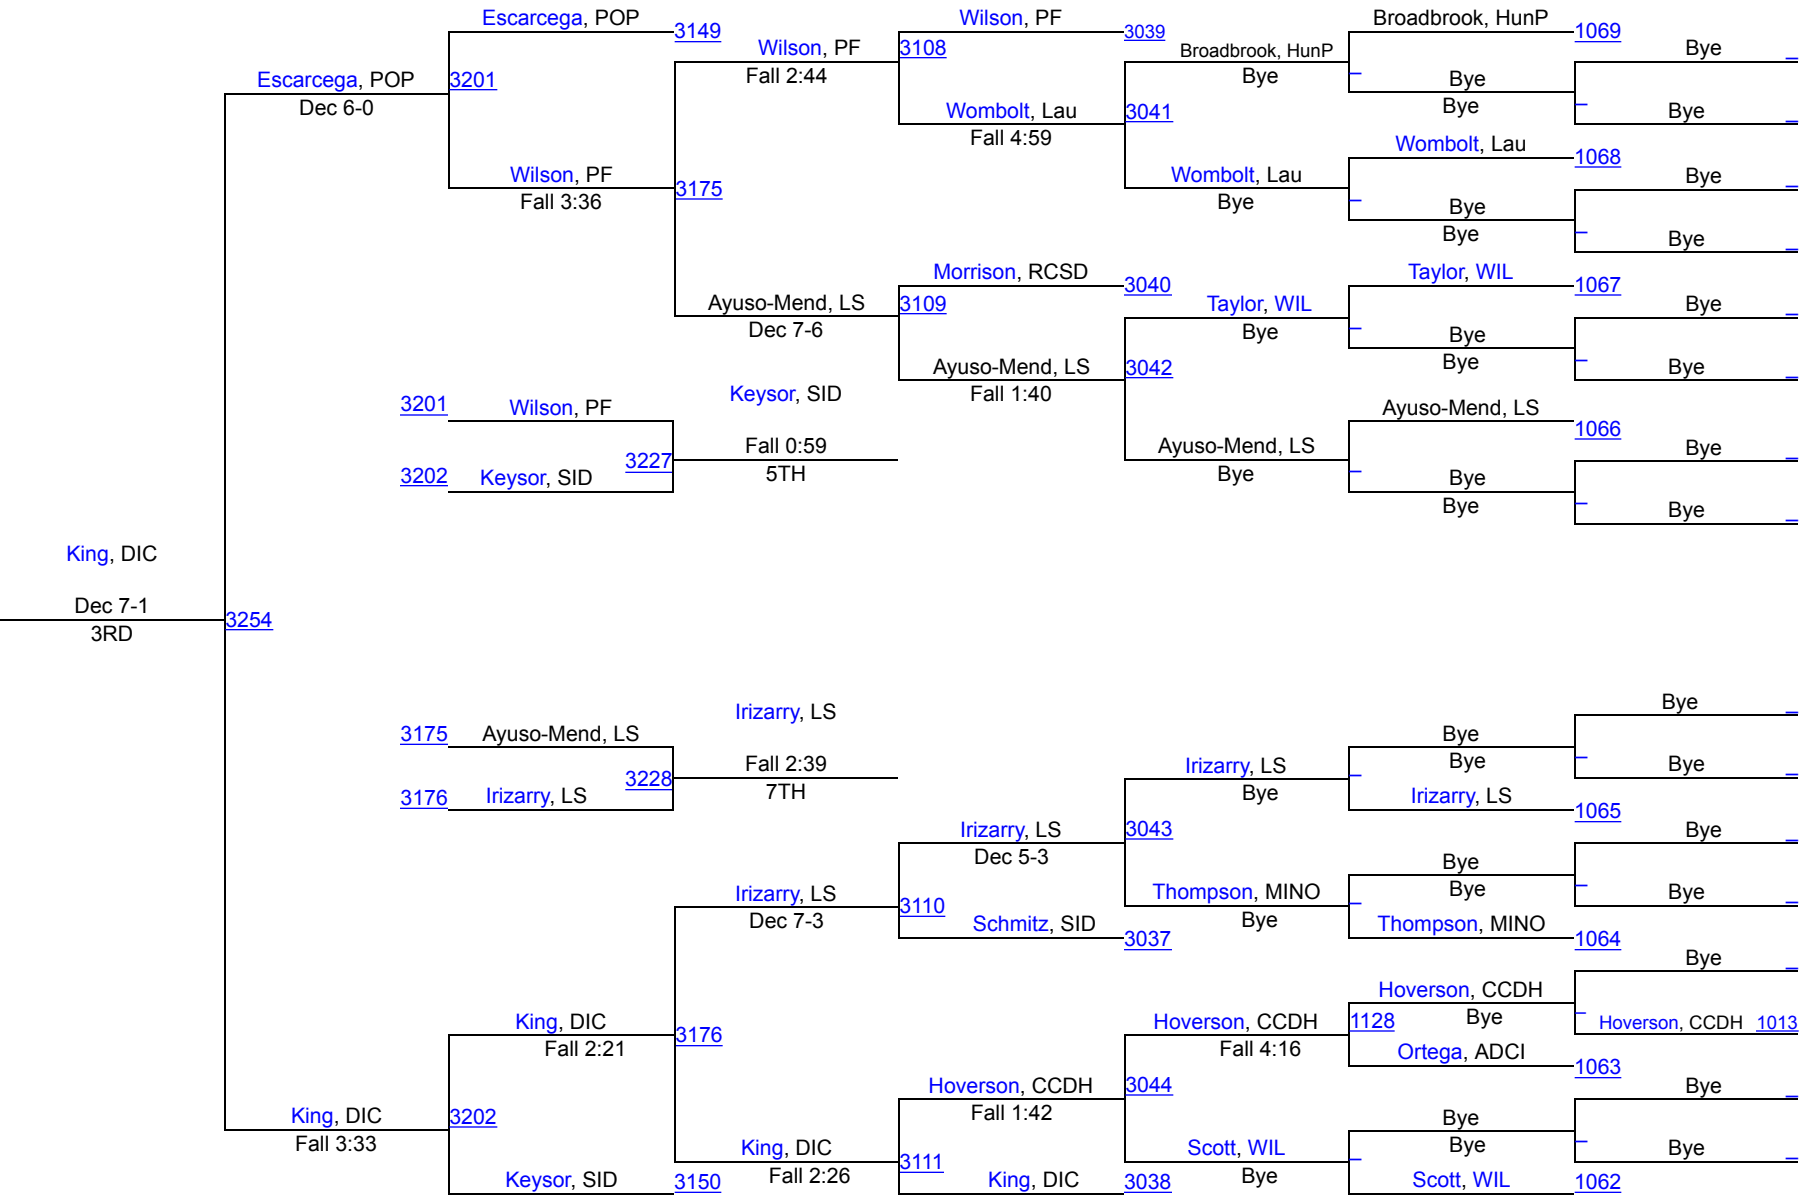 Escarcega, POP
3149
Wilson, PF
3039
Broadbrook, HunP
1069
Bye
Wilson, PF
3108
Fall 2:44
Broadbrook, HunP
Bye
Bye
Bye
Escarcega, POP
3201
Dec 6-0
Wombolt, Lau
3041
Fall 4:59
Bye
Wombolt, Lau
1068
Wilson, PF
3175
Fall 3:36
Wombolt, Lau
Bye
Bye
Bye
Bye
Bye
Morrison, RCSD
3040
Taylor, WIL
1067
Ayuso-Mend, LS
3109
Dec 7-6
Taylor, WIL
Bye
Bye
Bye
Bye
Ayuso-Mend, LS
3042
Fall 1:40
Bye
3201
Wilson, PF
Keysor, SID
Ayuso-Mend, LS
1066
Fall 0:59
3227
5TH
Ayuso-Mend, LS
Bye
Bye
3202
Keysor, SID
Bye
Bye
Bye
King, DIC
Dec 7-1
3RD
3254
3175
Ayuso-Mend, LS
Irizarry, LS
Bye
Fall 2:39
3228
7TH
Irizarry, LS
Bye
Bye
Bye
Bye
3176
Irizarry, LS
Irizarry, LS
1065
Irizarry, LS
3043
Dec 5-3
Bye
Irizarry, LS
3110
Dec 7-3
Thompson, MINO
Bye
Bye
Bye
Bye
Schmitz, SID
3037
Thompson, MINO
1064
Bye
King, DIC
3176
Fall 2:21
Hoverson, CCDH
1128
Fall 4:16
Hoverson, CCDH
Bye
Hoverson, CCDH 1013
Ortega, ADCI
1063
King, DIC
3202
Fall 3:33
Hoverson, CCDH
3044
Fall 1:42
Bye
King, DIC
3111
Fall 2:26
Scott, WIL
Bye
Bye
Bye
Bye
Keysor, SID
3150
King, DIC
3038
Scott, WIL
1062